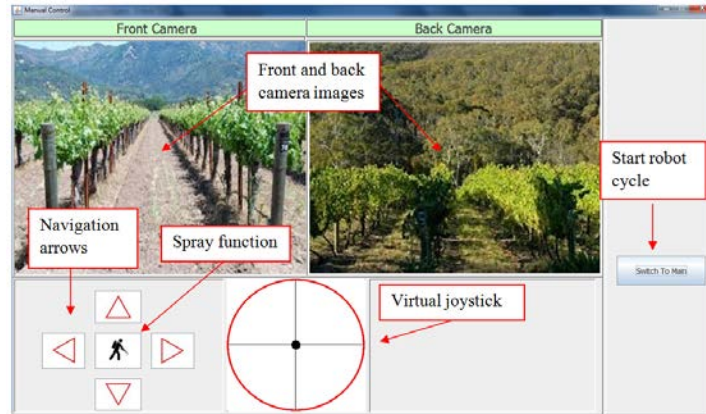 Manual Control
Front Camera
Back Camera
Front and back
camera images
Start robot
cycle
Navigation
arrows
Spray function
Switch To Main
Virtual joystick